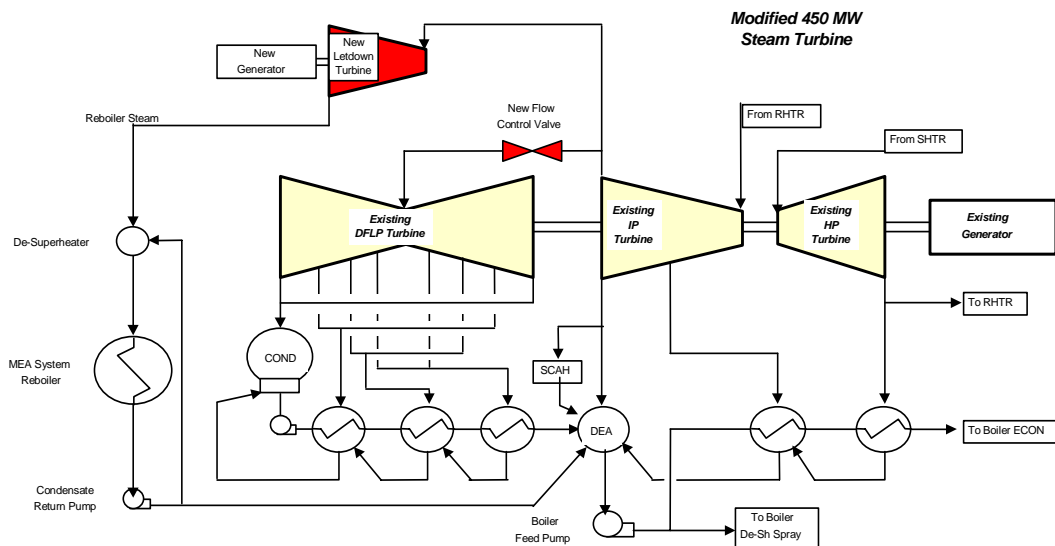 Modified 450 MW
Steam Turbine
New
Generator
New
Letdown
Turbine
Reboiler Steam
New Flow
Control Valve
From RHTR
From SHTR
Existing
DFLP Turbine
Existing
IP
Turbine
Existing
HP
Turbine
Existing
Generator
De-Superheater
To RHTR
MEA System
Reboiler
COND
SCAH
DEA
To Boiler ECON
Condensate
Return Pump
Boiler
Feed Pump
To Boiler
De-Sh Spray